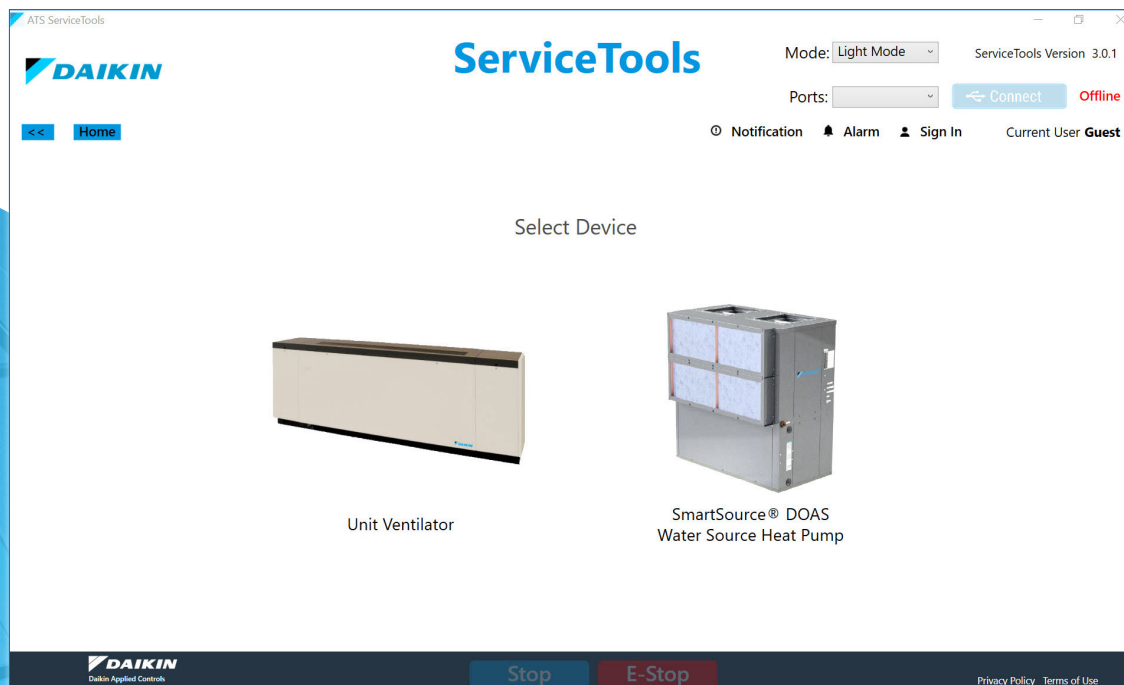 ATS ServiceTools
DAIKIN
ServiceTools
Mode: Light Mode
ServiceTools Version 3.0.1
Ports:
Connect
Offline
<< Home
Notification Alarm Sign In Current User Guest
Select Device
DAIKIN
Unit Ventilator
SmartSource® DOAS
Water Source Heat Pump
DAIKIN
Daikin Applied Controls
Stop E-Stop
Privacy Policy Terms of Use